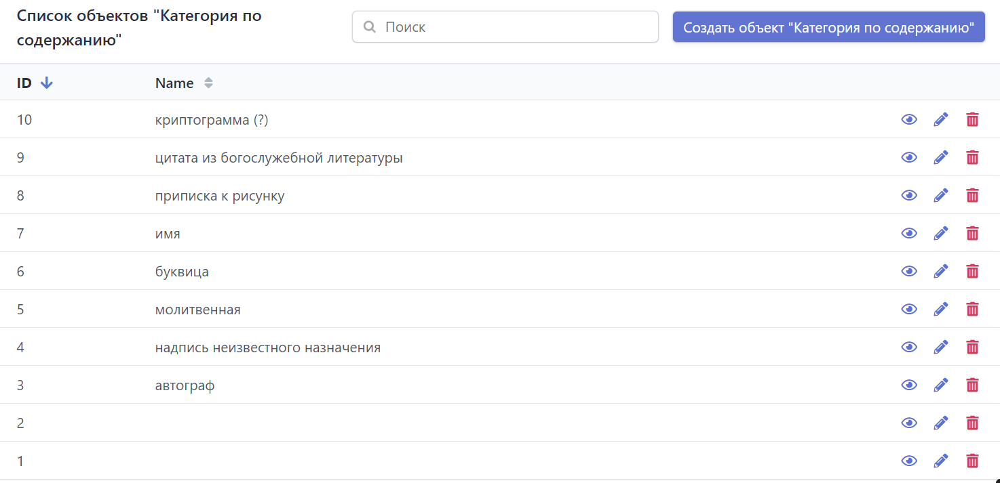 Список объектов "Категория по
содержанию"
Поиск
Создать объект "Категория по содержанию"
ID Name
10 криптограмма (?)
9 цитата из богослужебной литературы
8 приписка к рисунку
7 имя
6 буквица
5 молитвенная
4 надпись неизвестного назначения
3 автограф
2
1